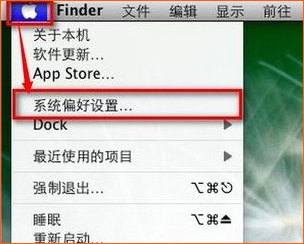 Finder 文件 编辑 显示 前往
关于本机
软件更新...
App Store...
系统偏好设置...
Dock
最近使用的项目
强制退出... ⌥⌘⎋
睡眠 ⌥⌘⏏
重新启动...